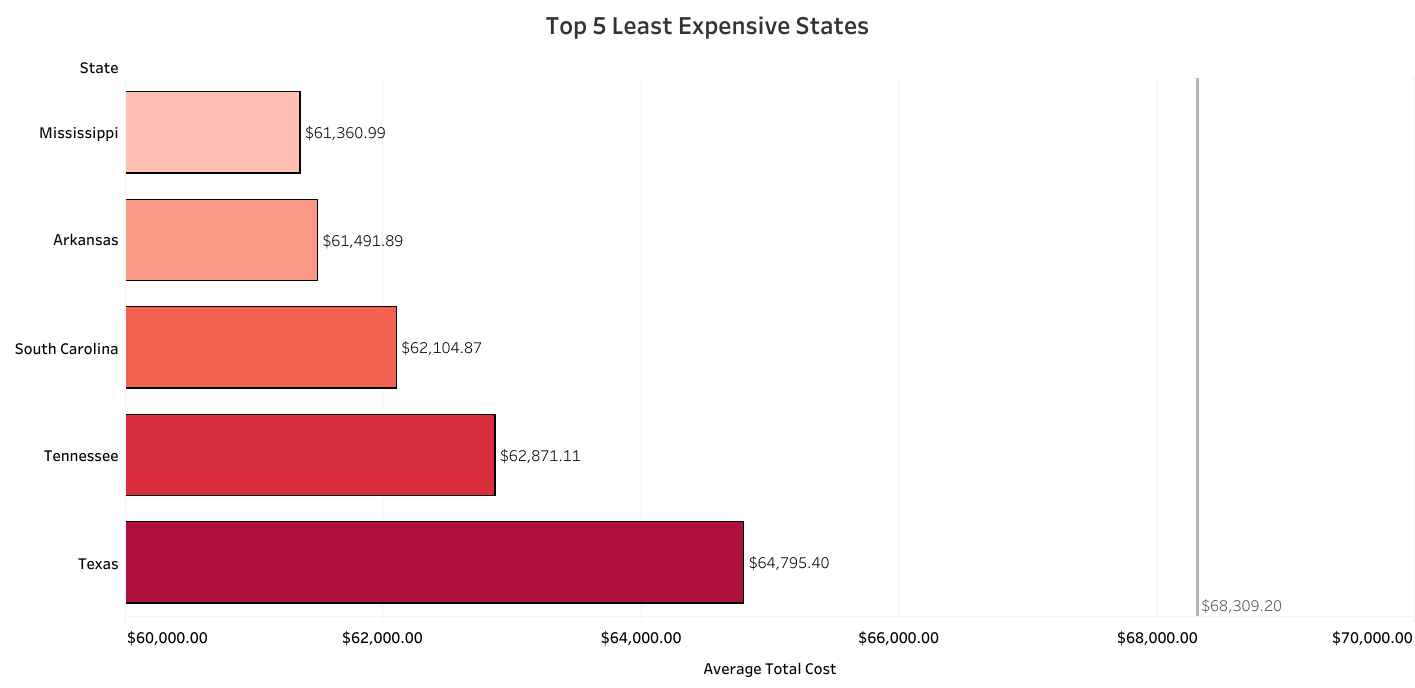 Top 5 Least Expensive States
State
Mississippi $61,360.99
Arkansas $61,491.89
South Carolina $62,104.87
Tennessee $62,871.11
Texas $64,795.40
$68,309.20
$60,000.00 $62,000.00 $64,000.00 $66,000.00 $68,000.00 $70,000.00
Average Total Cost